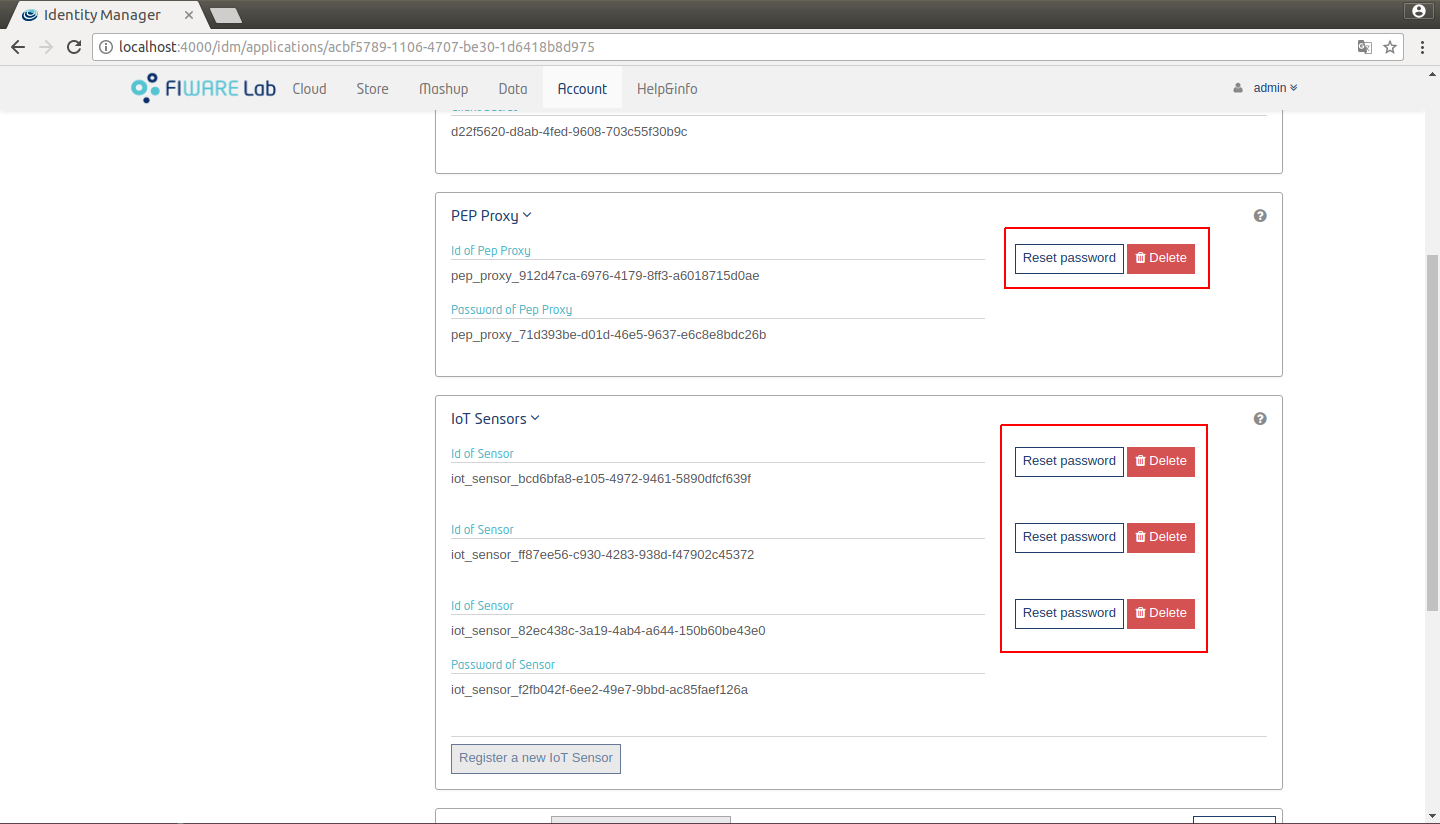 Identity Manager
localhost:4000/idm/applications/acbf5789-1106-4707-be30-1d6418b8d975
FIWARE Lab Cloud Store Mashup Data Account Help&info admin
d22f5620-d8ab-4fed-9608-703c55f30b9c
PEP Proxy
Id of Pep Proxy
Reset password Delete
pep_proxy_912d47ca-6976-4179-8ff3-a6018715d0ae
Password of Pep Proxy
pep_proxy_71d393be-d01d-46e5-9637-e6c8e8bdc26b
IoT Sensors
Id of Sensor
Reset password Delete
iot_sensor_bcd6bfa8-e105-4972-9461-5890dfcf639f
Id of Sensor
Reset password Delete
iot_sensor_ff87ee56-c930-4283-938d-f47902c45372
Id of Sensor
Reset password Delete
iot_sensor_82ec438c-3a19-4ab4-a644-150b60be43e0
Password of Sensor
iot_sensor_f2fb042f-6ee2-49e7-9bbd-ac85faef126a
Register a new IoT Sensor